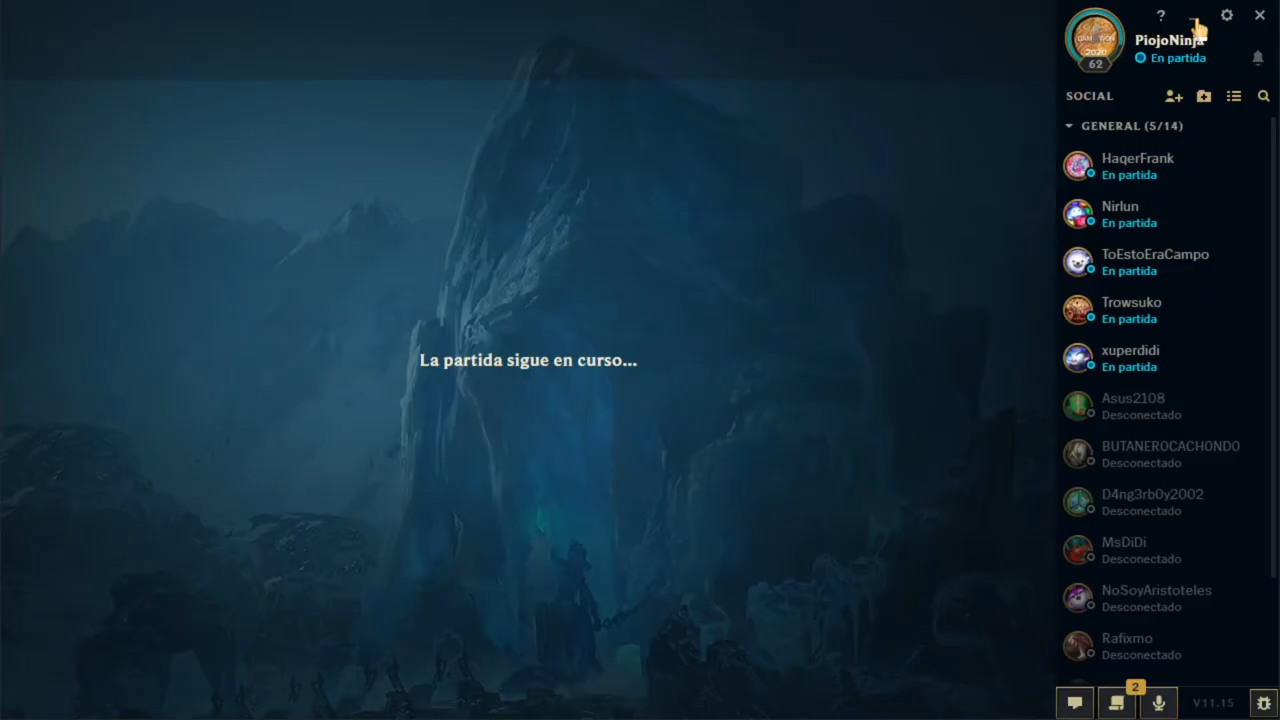 ?
PiojoNinja
2020
62
En partida
SOCIAL
GENERAL (5/14)
HaqerFrank
En partida
Nirlun
En partida
ToEstoEraCampo
En partida
Trowsuko
En partida
xuperdidi
En partida
Asus2108
Desconectado
BUTANEROCACHONDO
Desconectado
D4ng3rb0y2002
Desconectado
MsDiDi
Desconectado
NoSoyAristoteles
Desconectado
Rafixmo
Desconectado
La partida sigue en curso...
2
V11.15